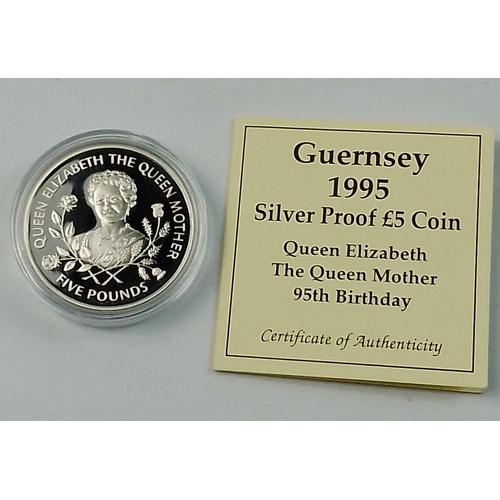 QUEEN ELIZABETH THE QUEEN MOTHER
FIVE POUNDS
Guernsey
1995
Silver Proof £5 Coin
Queen Elizabeth
The Queen Mother
95th Birthday
Certificate of Authenticity